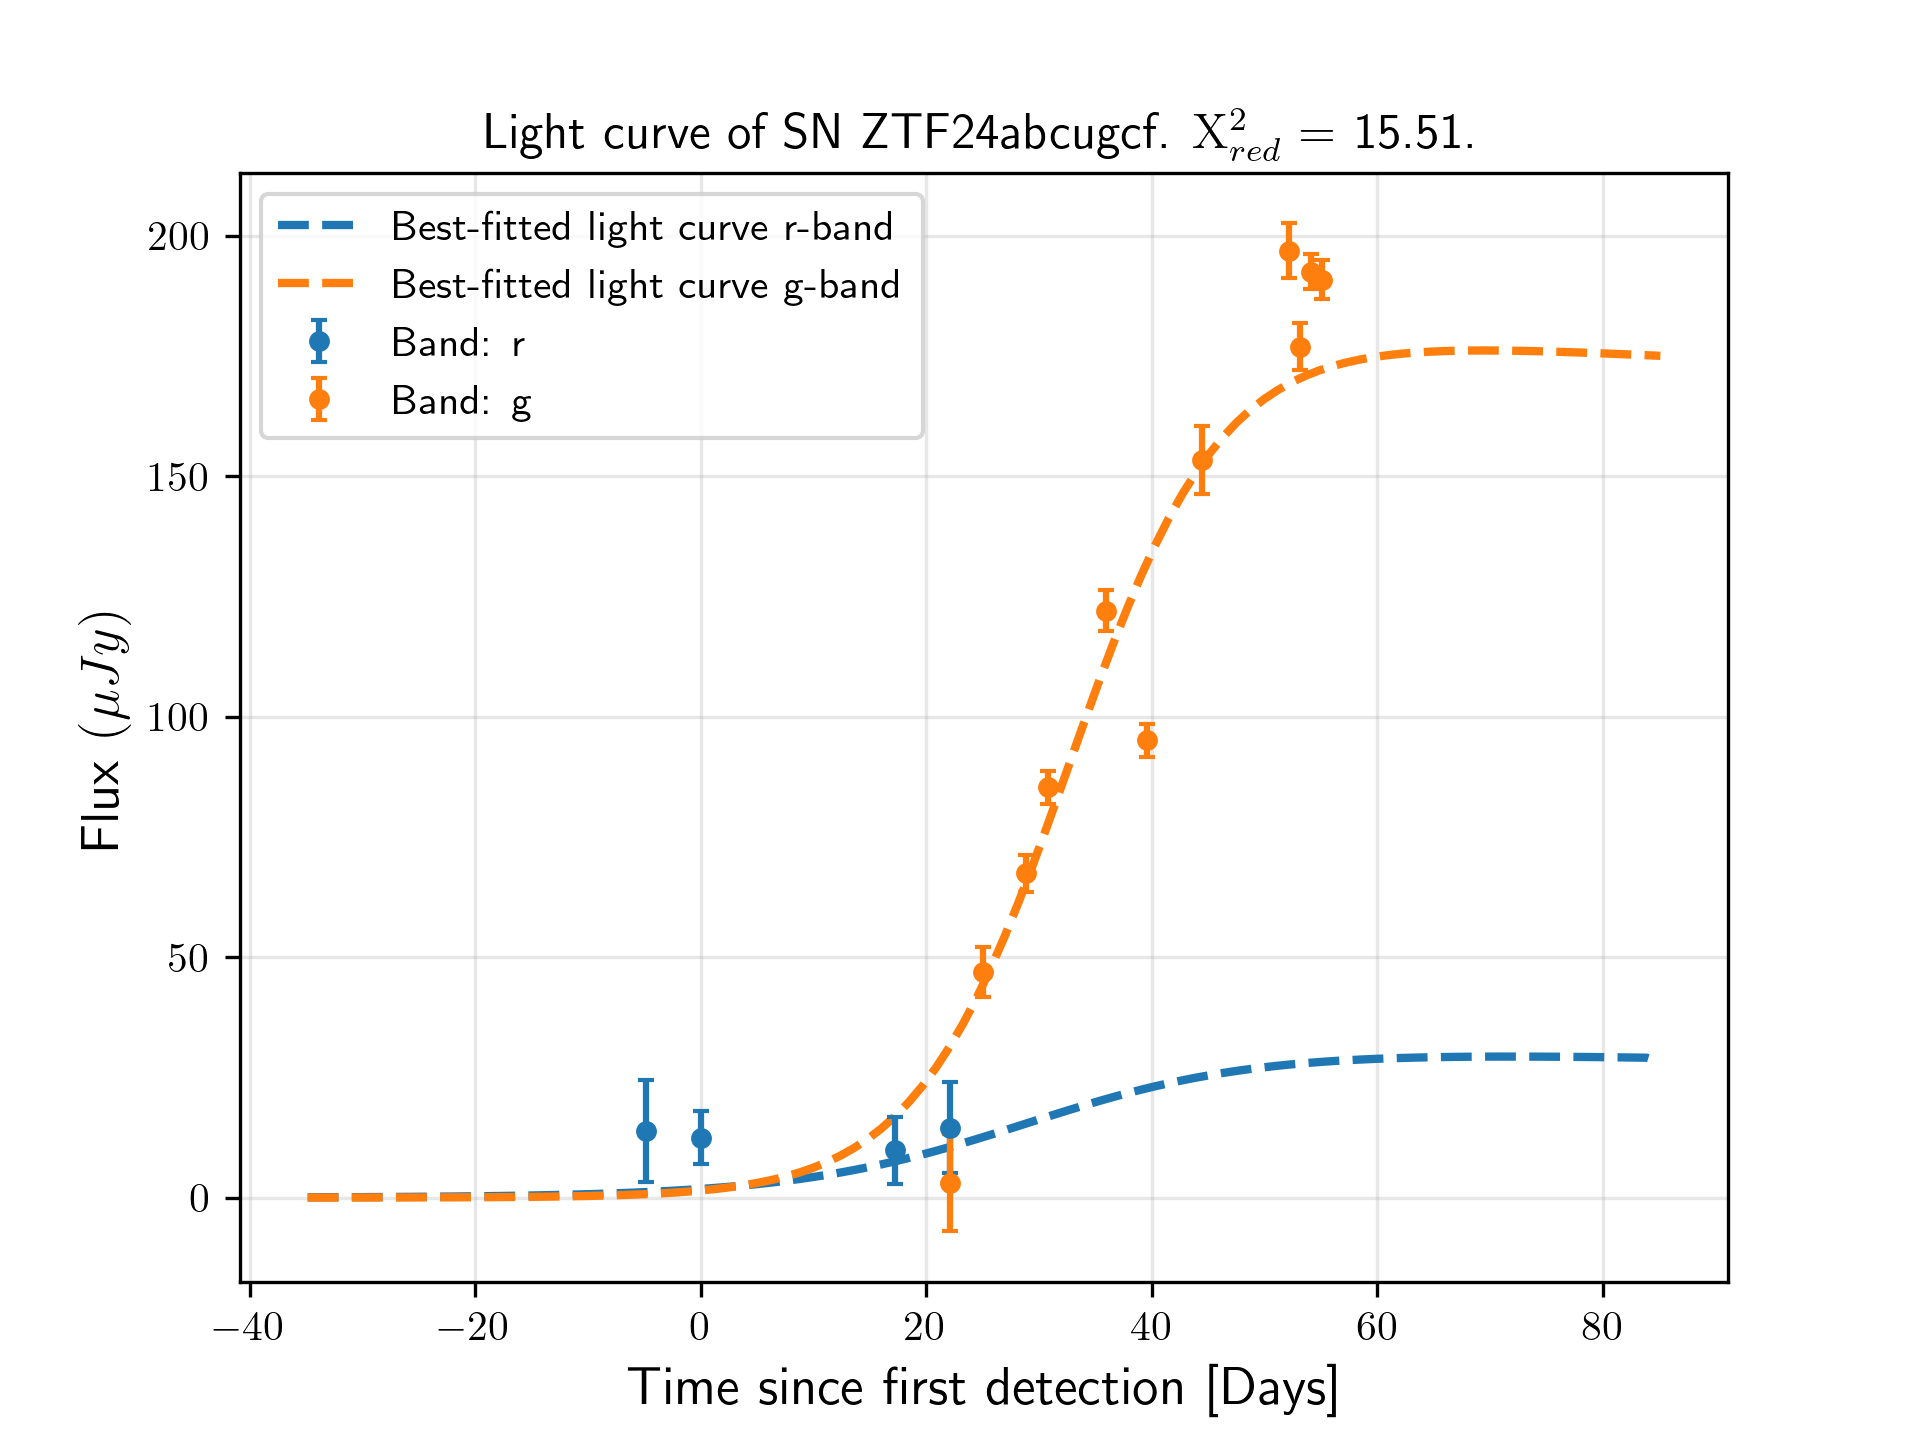 Light curve of SN ZTF24abcugcf. X²_red = 15.51.
Best-fitted light curve r-band
Best-fitted light curve g-band
Band: r
Band: g
Flux (μJy)
200
150
100
50
0
−40 −20 0 20 40 60 80
Time since first detection [Days]